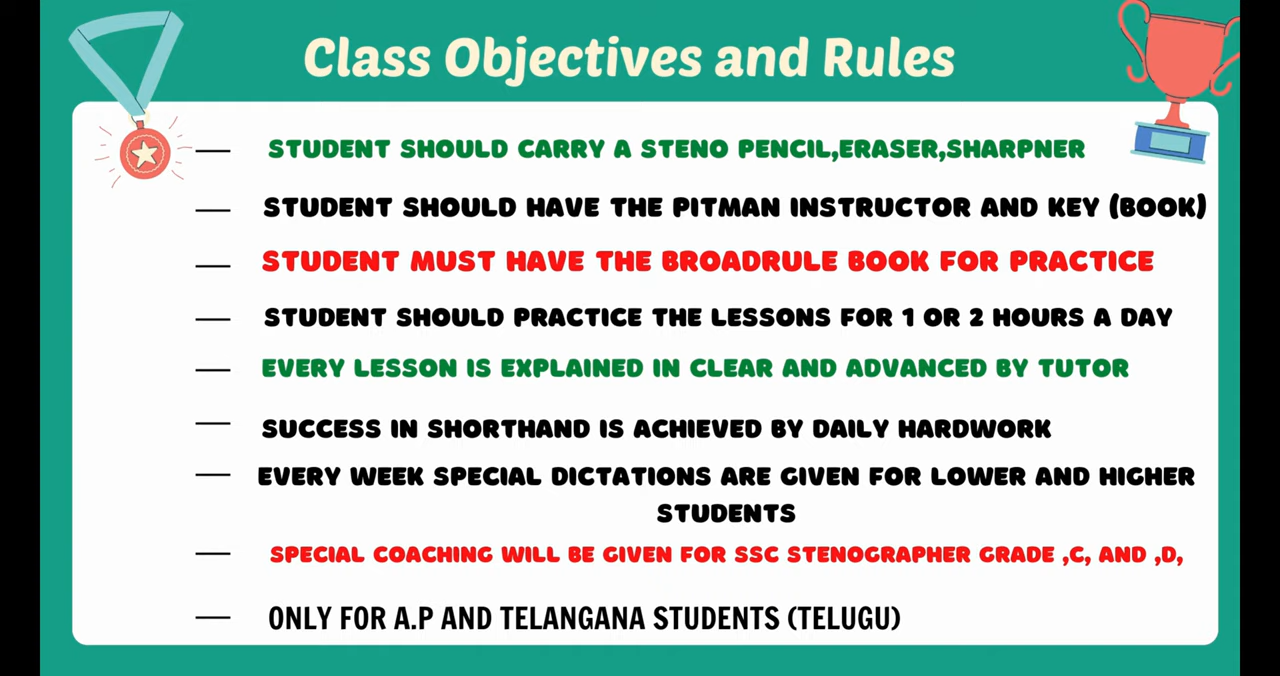 Class Objectives and Rules
STUDENT SHOULD CARRY A STENO PENCIL,ERASER,SHARPNER
STUDENT SHOULD HAVE THE PITMAN INSTRUCTOR AND KEY (BOOK)
STUDENT MUST HAVE THE BROADRULE BOOK FOR PRACTICE
STUDENT SHOULD PRACTICE THE LESSONS FOR 1 OR 2 HOURS A DAY
EVERY LESSON IS EXPLAINED IN CLEAR AND ADVANCED BY TUTOR
SUCCESS IN SHORTHAND IS ACHIEVED BY DAILY HARDWORK
EVERY WEEK SPECIAL DICTATIONS ARE GIVEN FOR LOWER AND HIGHER
STUDENTS
SPECIAL COACHING WILL BE GIVEN FOR SSC STENOGRAPHER GRADE ,C, AND ,D,
ONLY FOR A.P AND TELANGANA STUDENTS (TELUGU)